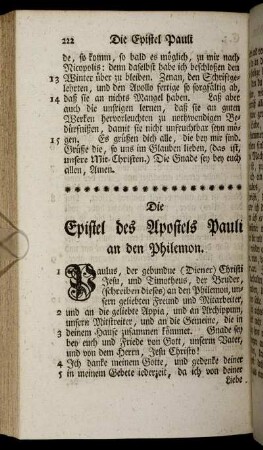 222 Die Epistel Pauli
de, so komm, so bald es möglich, zu mir nach
Nicopolis: denn daselbst habe ich beschlossen den
13 Winter über zu bleiben. Zenan, den Schriftge-
lehrten, und den Apollo fertige so sorgfältig ab,
14 daß sie an nichts Mangel haben. Laß aber
auch die unsrigen lernen, daß sie an guten
Werken hervorleuchten zu nothwendigen Be-
dürfnissen, damit sie nicht unfruchtbar seyn mö-
15 gen. Es grüßen dich alle, die bey mir sind.
Grüße die, so uns im Glauben lieben, (das ist,
unsere Mit-Christen.) Die Gnade sey bey euch
allen, Amen.
Die
Epistel des Apostels Pauli
an den Philemon.
1 Paulus, der gebundne (Diener) Christi
Jesu, und Timotheus, der Bruder,
(schreiben dieses) an den Philemon, un-
sern geliebten Freund und Mitarbeiter,
2 und an die geliebte Appia, und an Archippum,
unsern Mitstreiter, und an die Gemeine, die in
3 deinem Hause zusammen kömmet. Gnade sey
bey euch und Friede von Gott, unserm Vater,
und von dem Herrn, Jesu Christo!
4 Ich danke meinem Gotte, und gedenke deiner
5 in meinem Gebete iederzeit, da ich von deiner
Liebe